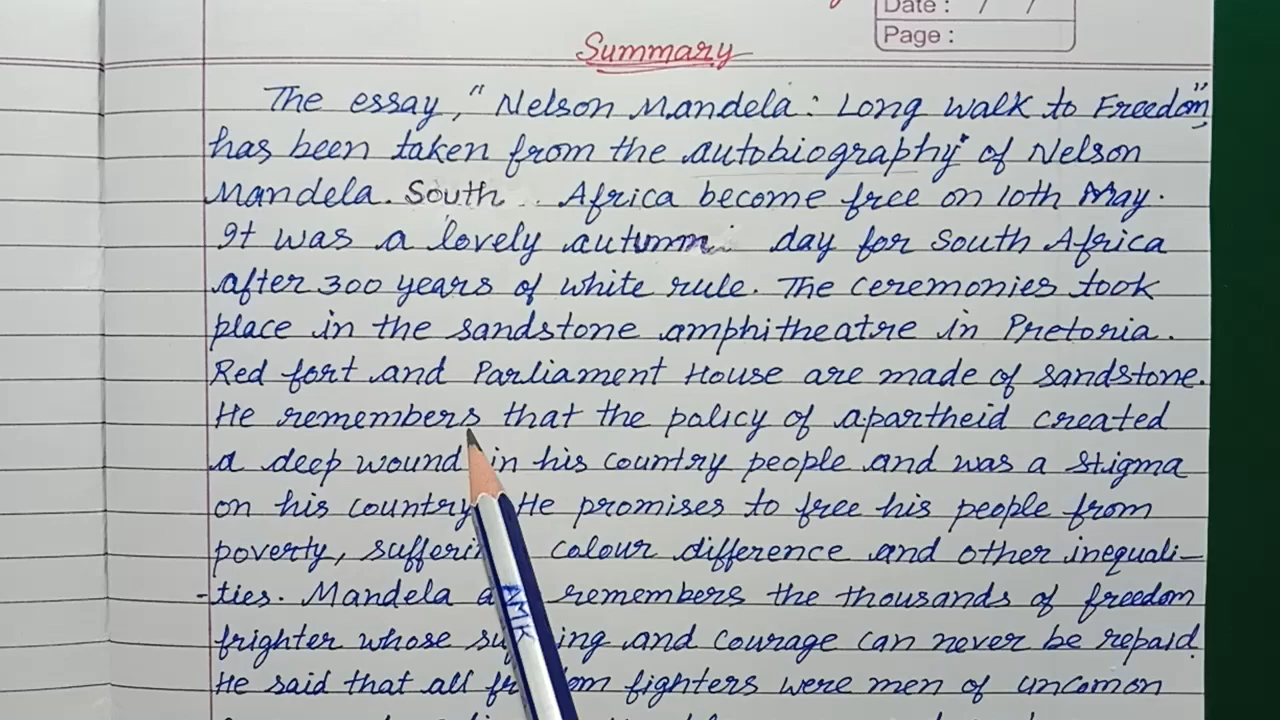 Date :   /   /
Page :
Summary
The essay, "Nelson Mandela: Long walk to Freedom",
has been taken from the autobiography of Nelson
Mandela. South Africa become free on 10th May.
It was a lovely autumn day for South Africa
after 300 years of white rule. The ceremonies took
place in the sandstone amphitheatre in Pretoria.
Red fort and Parliament House are made of sandstone.
He remembers that the policy of apartheid created
a deep wound in his country people and was a stigma
on his country He promises to free his people from
poverty, colour difference and other inequali-
-ties. Mandela remembers the thousands of freedom
frighter whose and courage can never be repaid.
He said that all fighters were men of uncomon
AMK